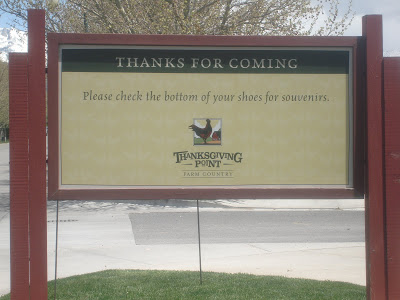 THANKS FOR COMING
Please check the bottom of your shoes for souvenirs.
THANKSGIVING
POINT
FARM COUNTRY